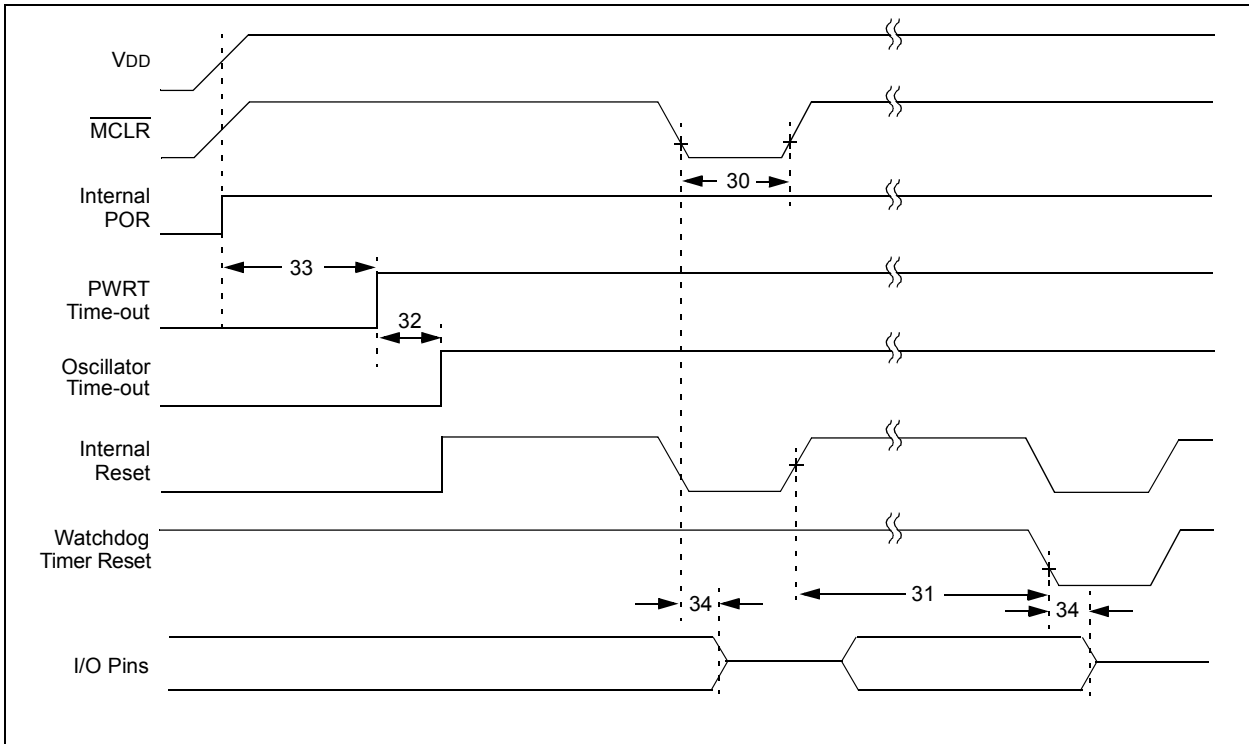 VDD
MCLR
30
Internal
POR
33
PWRT
Time-out
32
Oscillator
Time-out
Internal
Reset
Watchdog
Timer Reset
31
34
34
I/O Pins